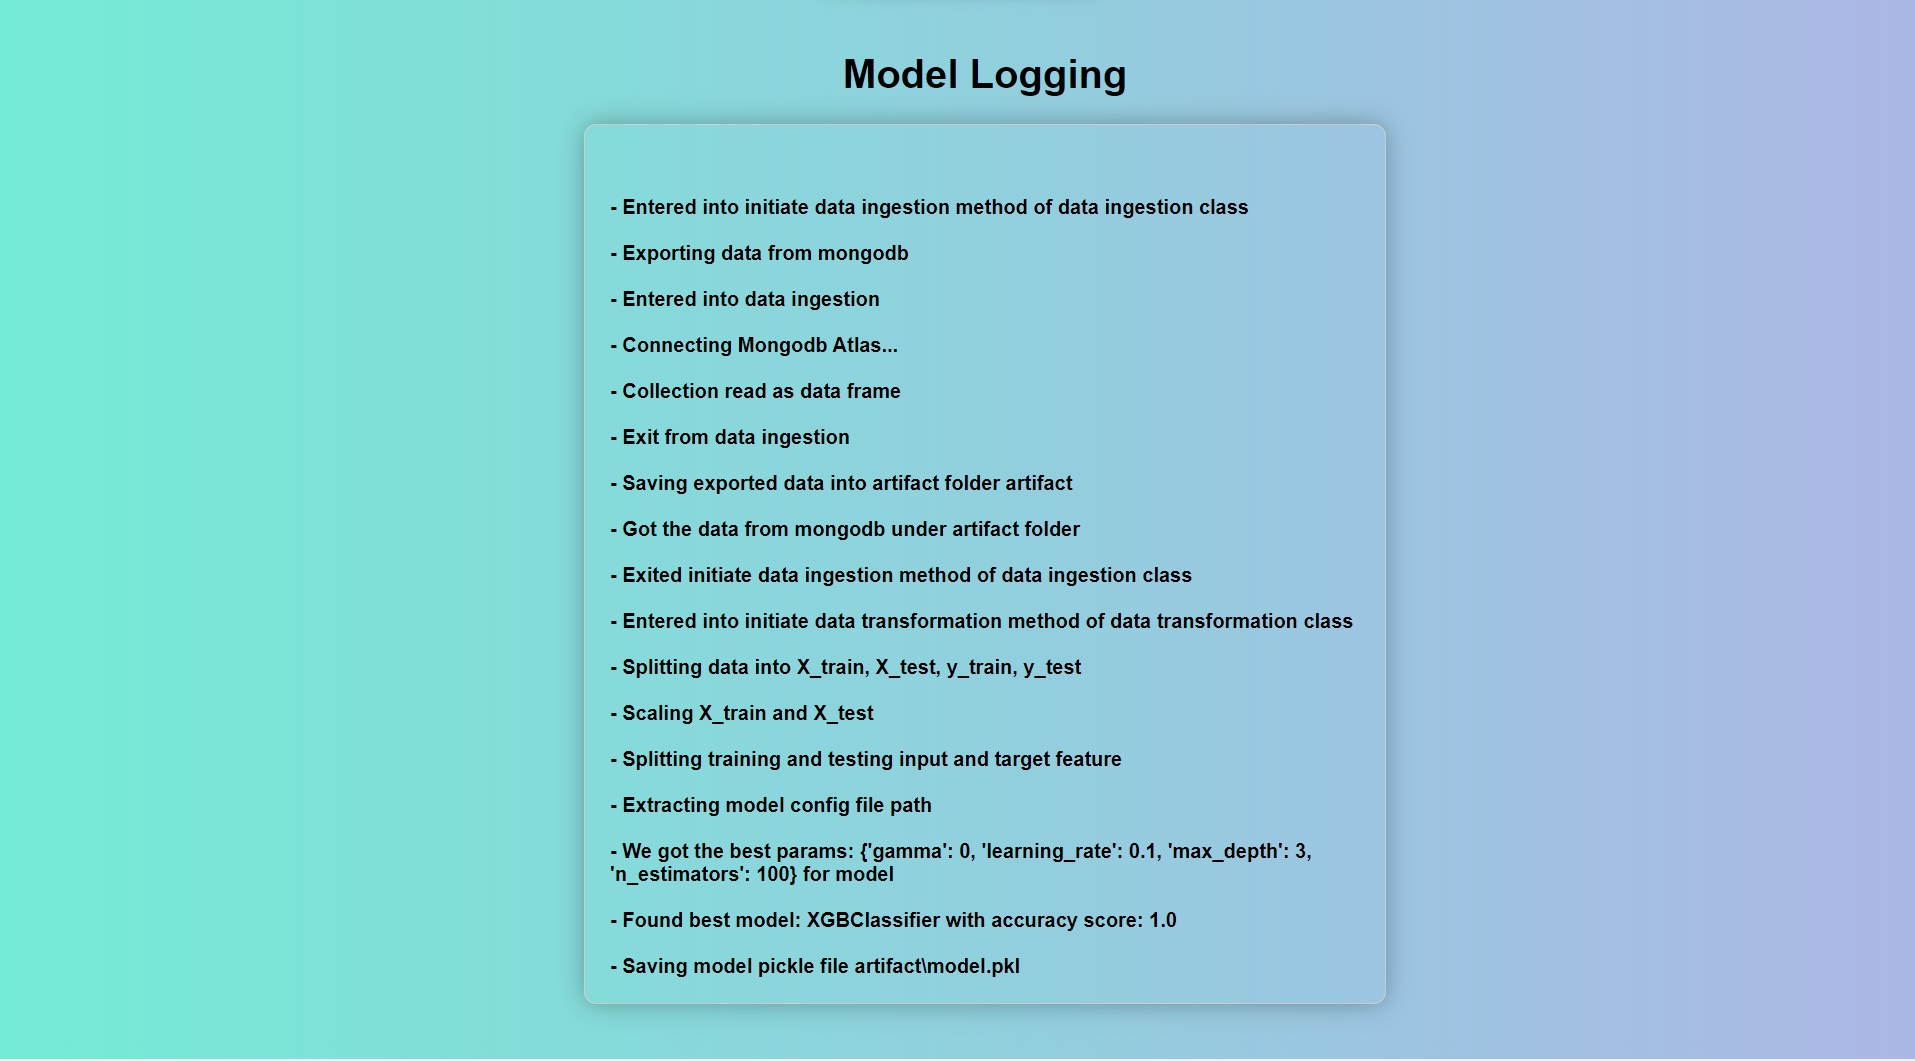 Model Logging
- Entered into initiate data ingestion method of data ingestion class
- Exporting data from mongodb
- Entered into data ingestion
- Connecting Mongodb Atlas...
- Collection read as data frame
- Exit from data ingestion
- Saving exported data into artifact folder artifact
- Got the data from mongodb under artifact folder
- Exited initiate data ingestion method of data ingestion class
- Entered into initiate data transformation method of data transformation class
- Splitting data into X_train, X_test, y_train, y_test
- Scaling X_train and X_test
- Splitting training and testing input and target feature
- Extracting model config file path
- We got the best params: {'gamma': 0, 'learning_rate': 0.1, 'max_depth': 3,
'n_estimators': 100} for model
- Found best model: XGBClassifier with accuracy score: 1.0
- Saving model pickle file artifact\model.pkl